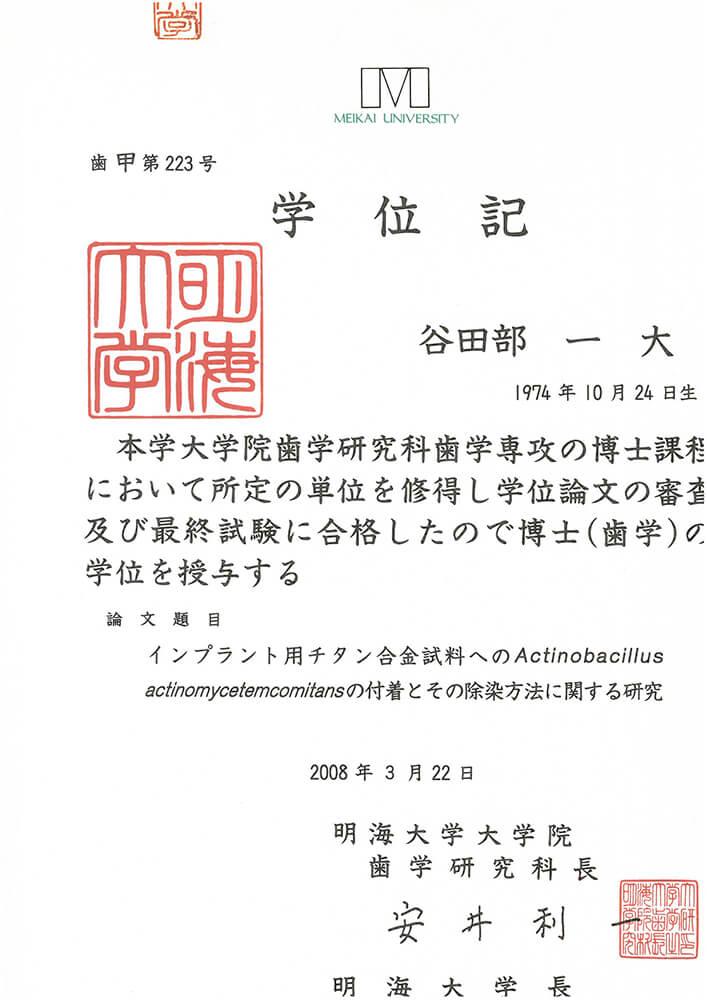 MEIKAI UNIVERSITY
歯甲第223号
学位記
明海大学
谷田部 一 大
1974年10月24日生
本学大学院歯学研究科歯学専攻の博士課程
において所定の単位を修得し学位論文の審査
及び最終試験に合格したので博士(歯学)の
学位を授与する
論文題目
インプラント用チタン合金試料へのActinobacillus
actinomycetemcomitansの付着とその除染方法に関する研究
2008年3月22日
明海大学大学院
歯学研究科長
安井利一
明海大学長